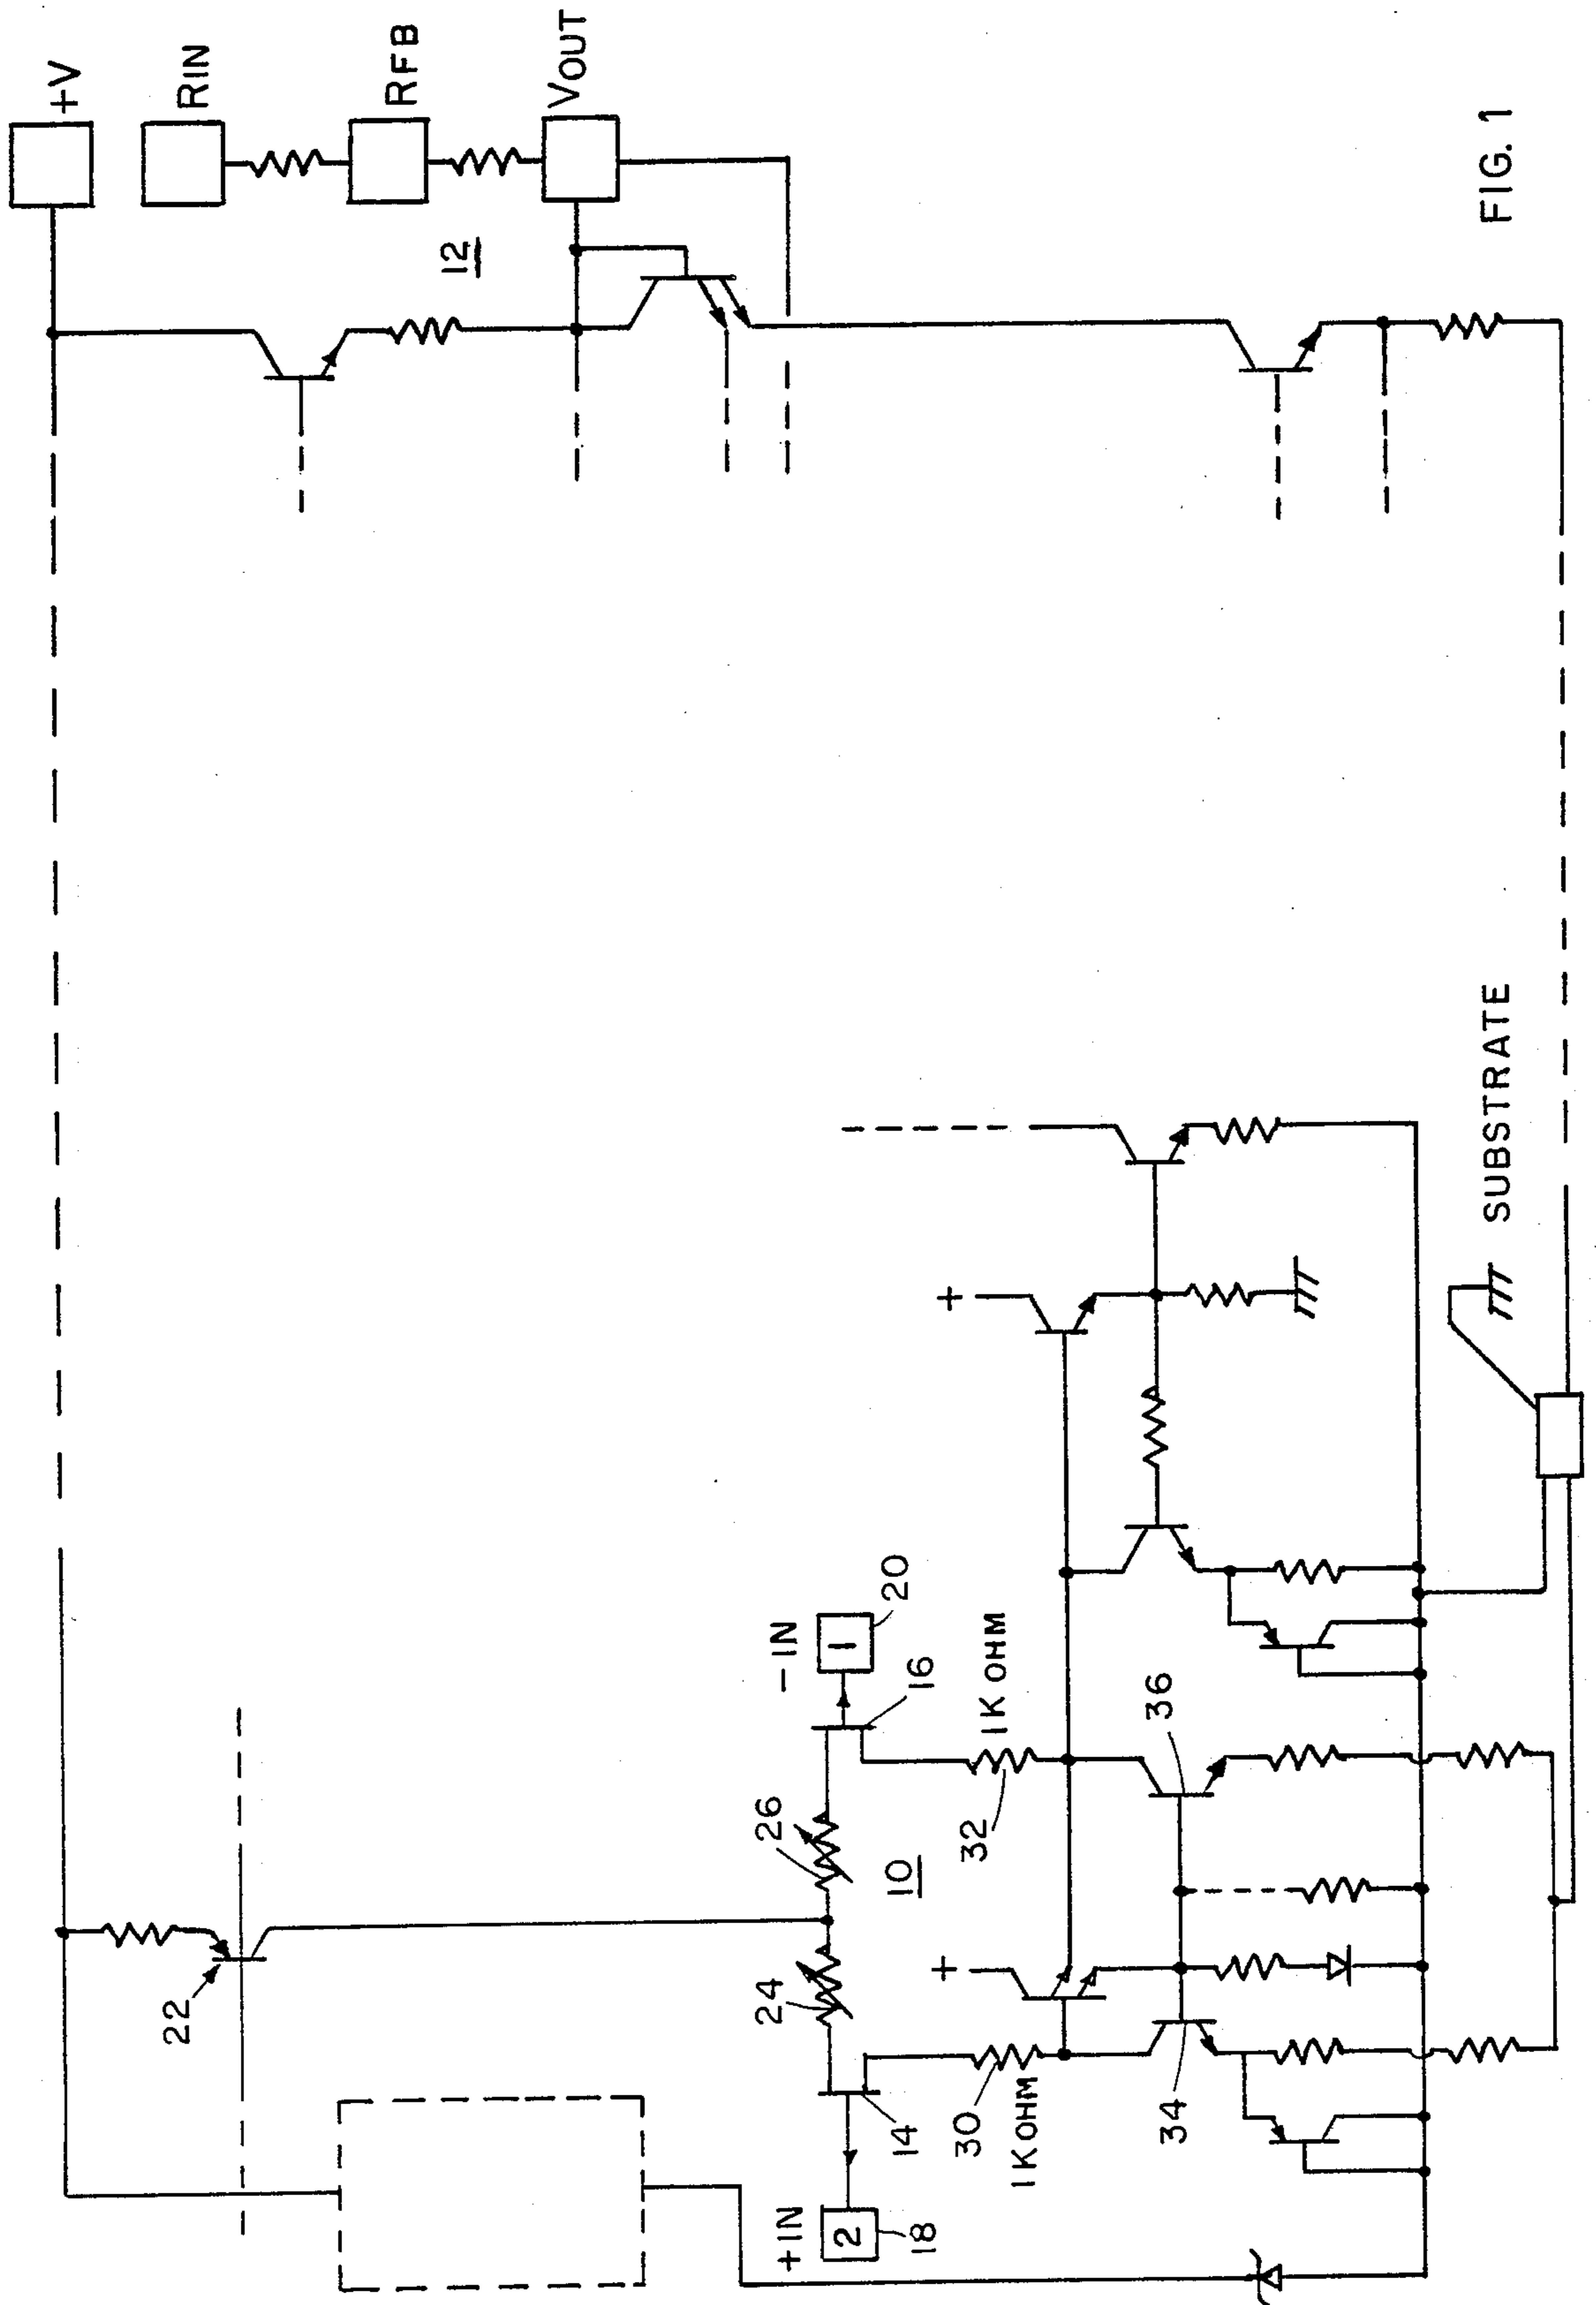 +V
RIN
RFB
VOUT
12
FIG. 1
22
24
26
10
+IN
2
18
14
-IN
1
20
16
30
1K OHM
32
1K OHM
34
36
+
+
SUBSTRATE